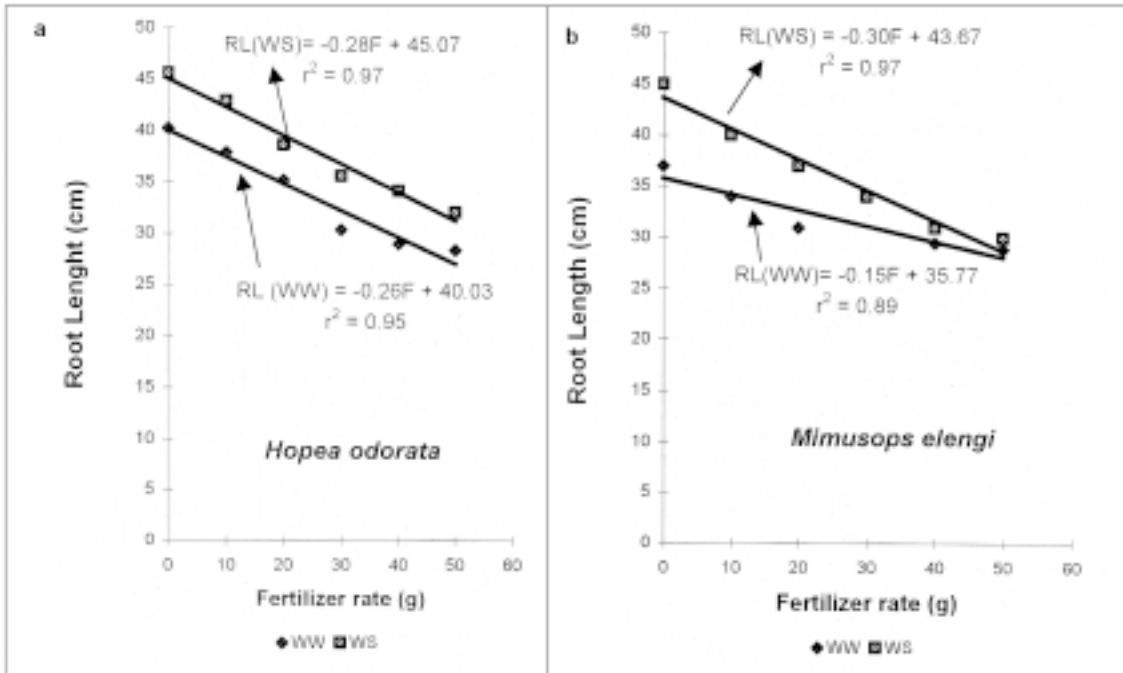 a
RL(WS)= -0.28F + 45.07
r² = 0.97
RL (WW) = -0.26F + 40.03
r² = 0.95
Root Lenght (cm)
50
45
40
35
30
25
20
15
10
5
0
Hopea odorata
0 10 20 30 40 50 60
Fertilizer rate (g)
WW WS
b
RL(WS) = -0.30F + 43.67
r² = 0.97
RL(WW)= -0.15F + 35.77
r² = 0.89
Root Length (cm)
50
45
40
35
30
25
20
15
10
5
0
Mimusops elengi
0 10 20 30 40 50 60
Fertilizer rate (g)
WW WS